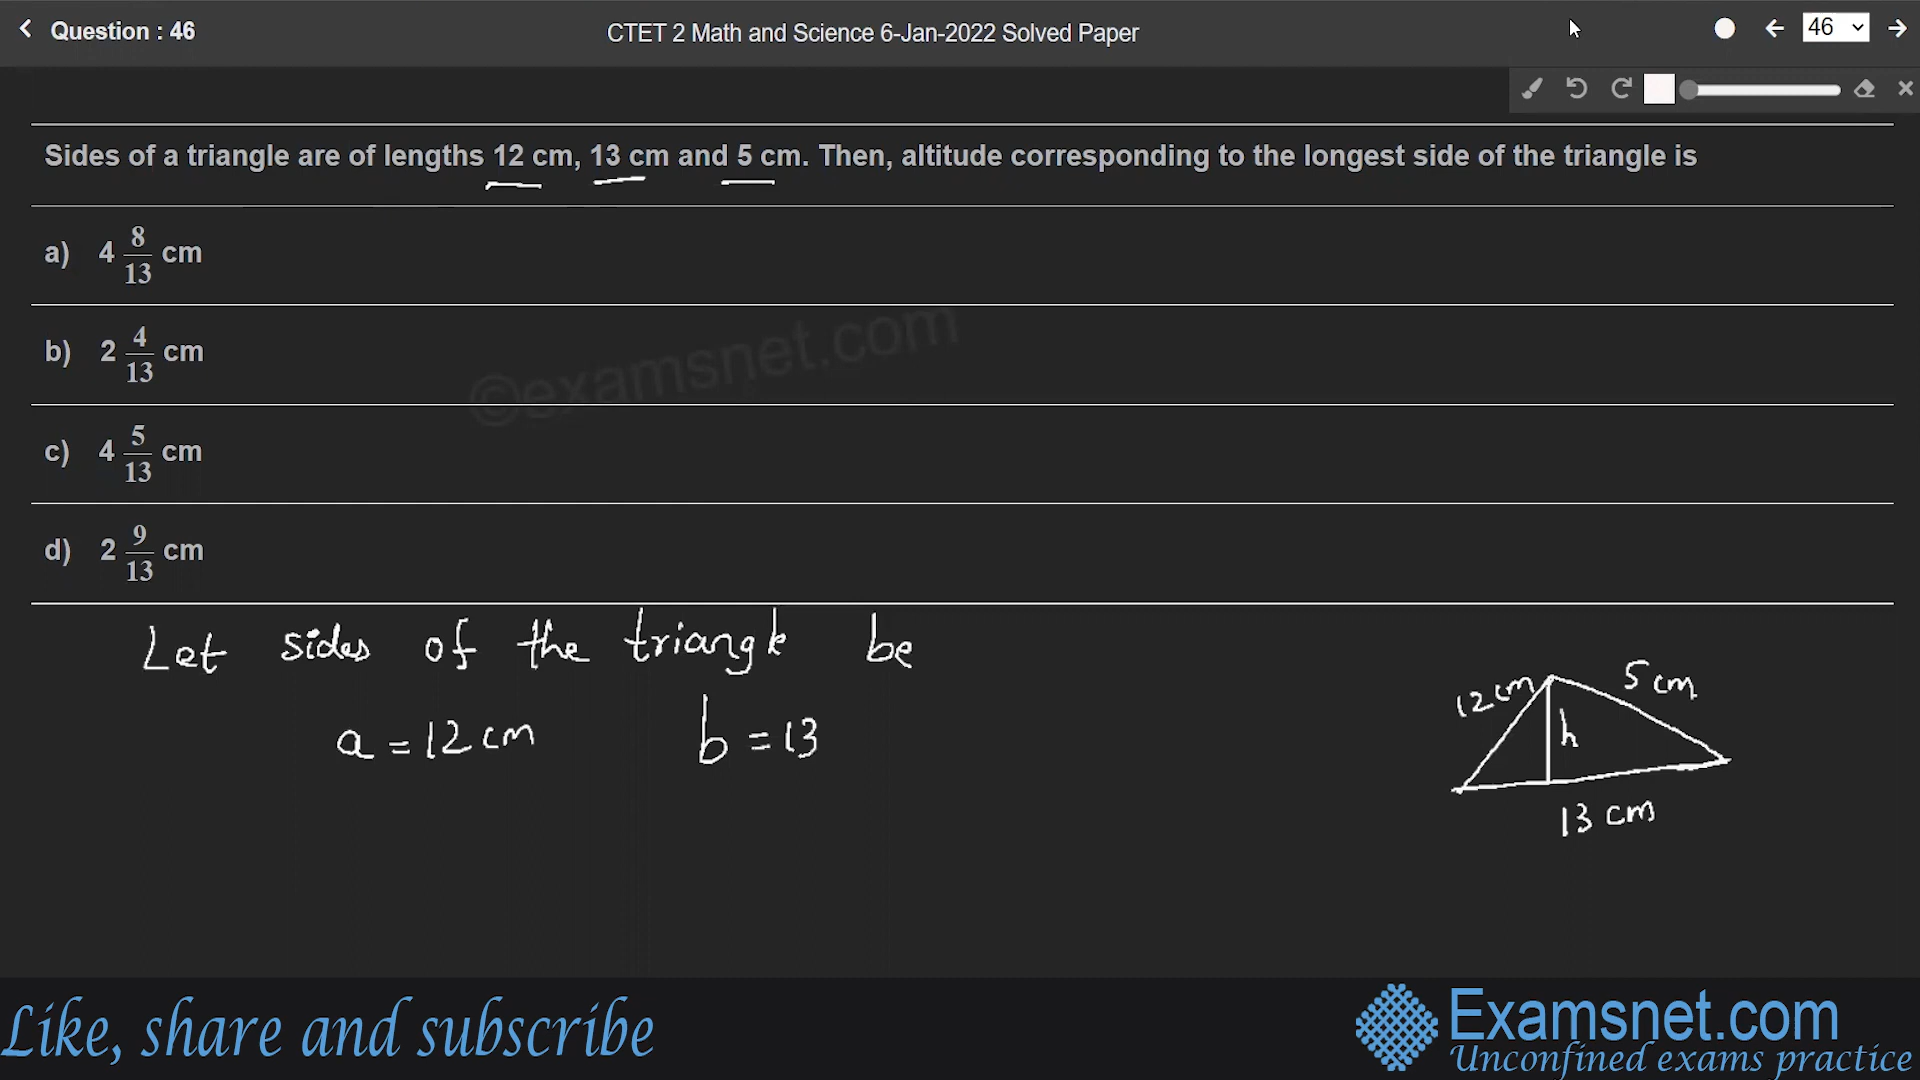 Question : 46
CTET 2 Math and Science 6-Jan-2022 Solved Paper
46
Sides of a triangle are of lengths 12 cm, 13 cm and 5 cm. Then, altitude corresponding to the longest side of the triangle is
a) 4 8/13 cm
b) 2 4/13 cm
©examsnet.com
c) 4 5/13 cm
d) 2 9/13 cm
Let sides of the triangle be
a = 12 cm b = 13
12 cm 5 cm
h
13 cm
Like, share and subscribe
Examsnet.com
Unconfined exams practice